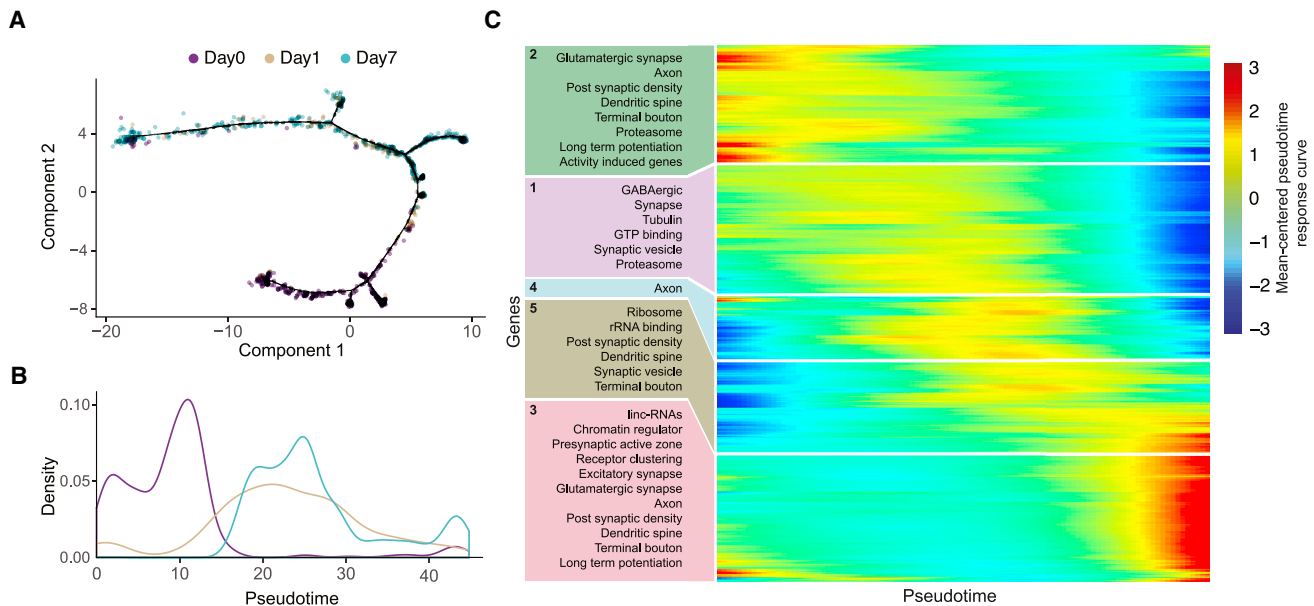 A
Day0
Day1
Day7
4
0
−4
−8
−20
−10
0
10
Component 2
Component 1
B
0.10
0.05
0.00
0
10
20
30
40
Density
Pseudotime
C
Genes
2
Glutamatergic synapse
Axon
Post synaptic density
Dendritic spine
Terminal bouton
Proteasome
Long term potentiation
Activity induced genes
1
GABAergic
Synapse
Tubulin
GTP binding
Synaptic vesicle
Proteasome
4
Axon
5
Ribosome
rRNA binding
Post synaptic density
Dendritic spine
Synaptic vesicle
Terminal bouton
3
linc-RNAs
Chromatin regulator
Presynaptic active zone
Receptor clustering
Excitatory synapse
Glutamatergic synapse
Axon
Post synaptic density
Dendritic spine
Terminal bouton
Long term potentiation
Pseudotime
3
2
1
0
−1
−2
−3
Mean-centered pseudotime
response curve